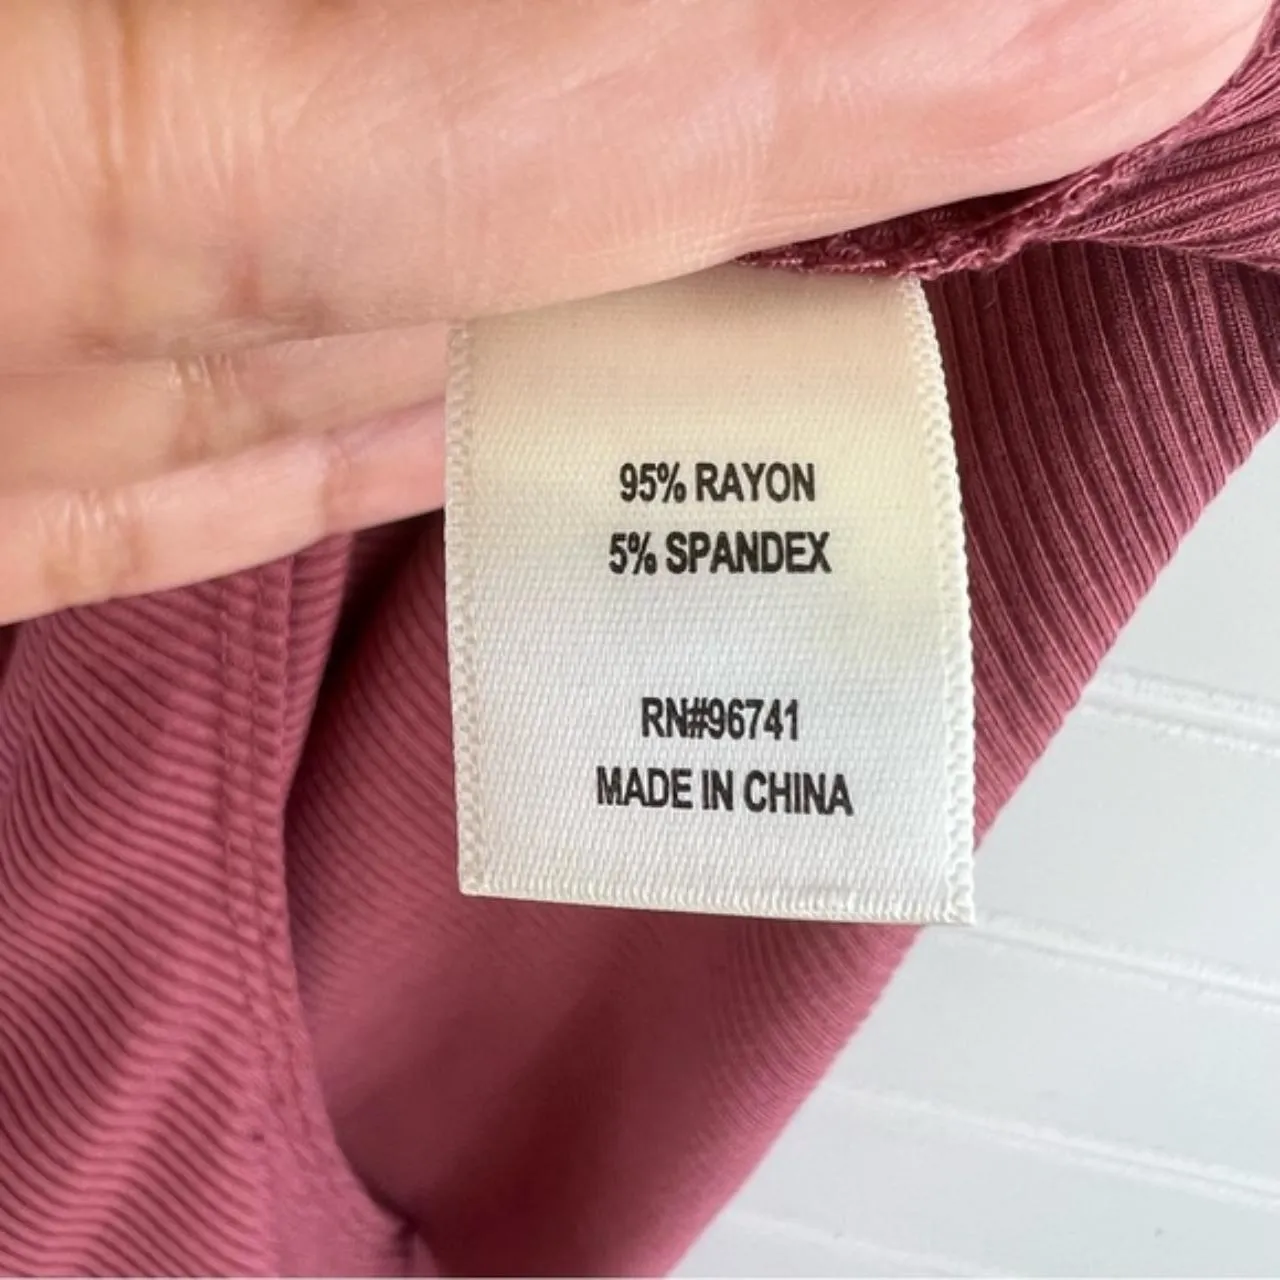 95% RAYON
5% SPANDEX
RN#96741
MADE IN CHINA